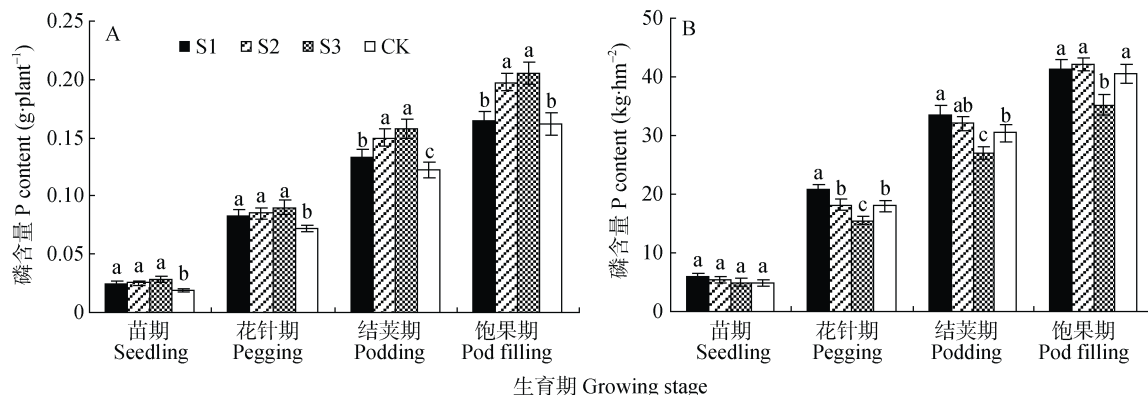 A
S1 S2 S3 CK
磷含量 P content (g·plant⁻¹)
0.25
0.20
0.15
0.10
0.05
0
a a a b
a a a b
b a a c
b a a b
苗期 花针期 结荚期 饱果期
Seedling Pegging Podding Pod filling
B
磷含量 P content (kg·hm⁻²)
50
40
30
20
10
0
a a a a
a b c b
a ab c b
a a b a
苗期 花针期 结荚期 饱果期
Seedling Pegging Podding Pod filling
生育期 Growing stage